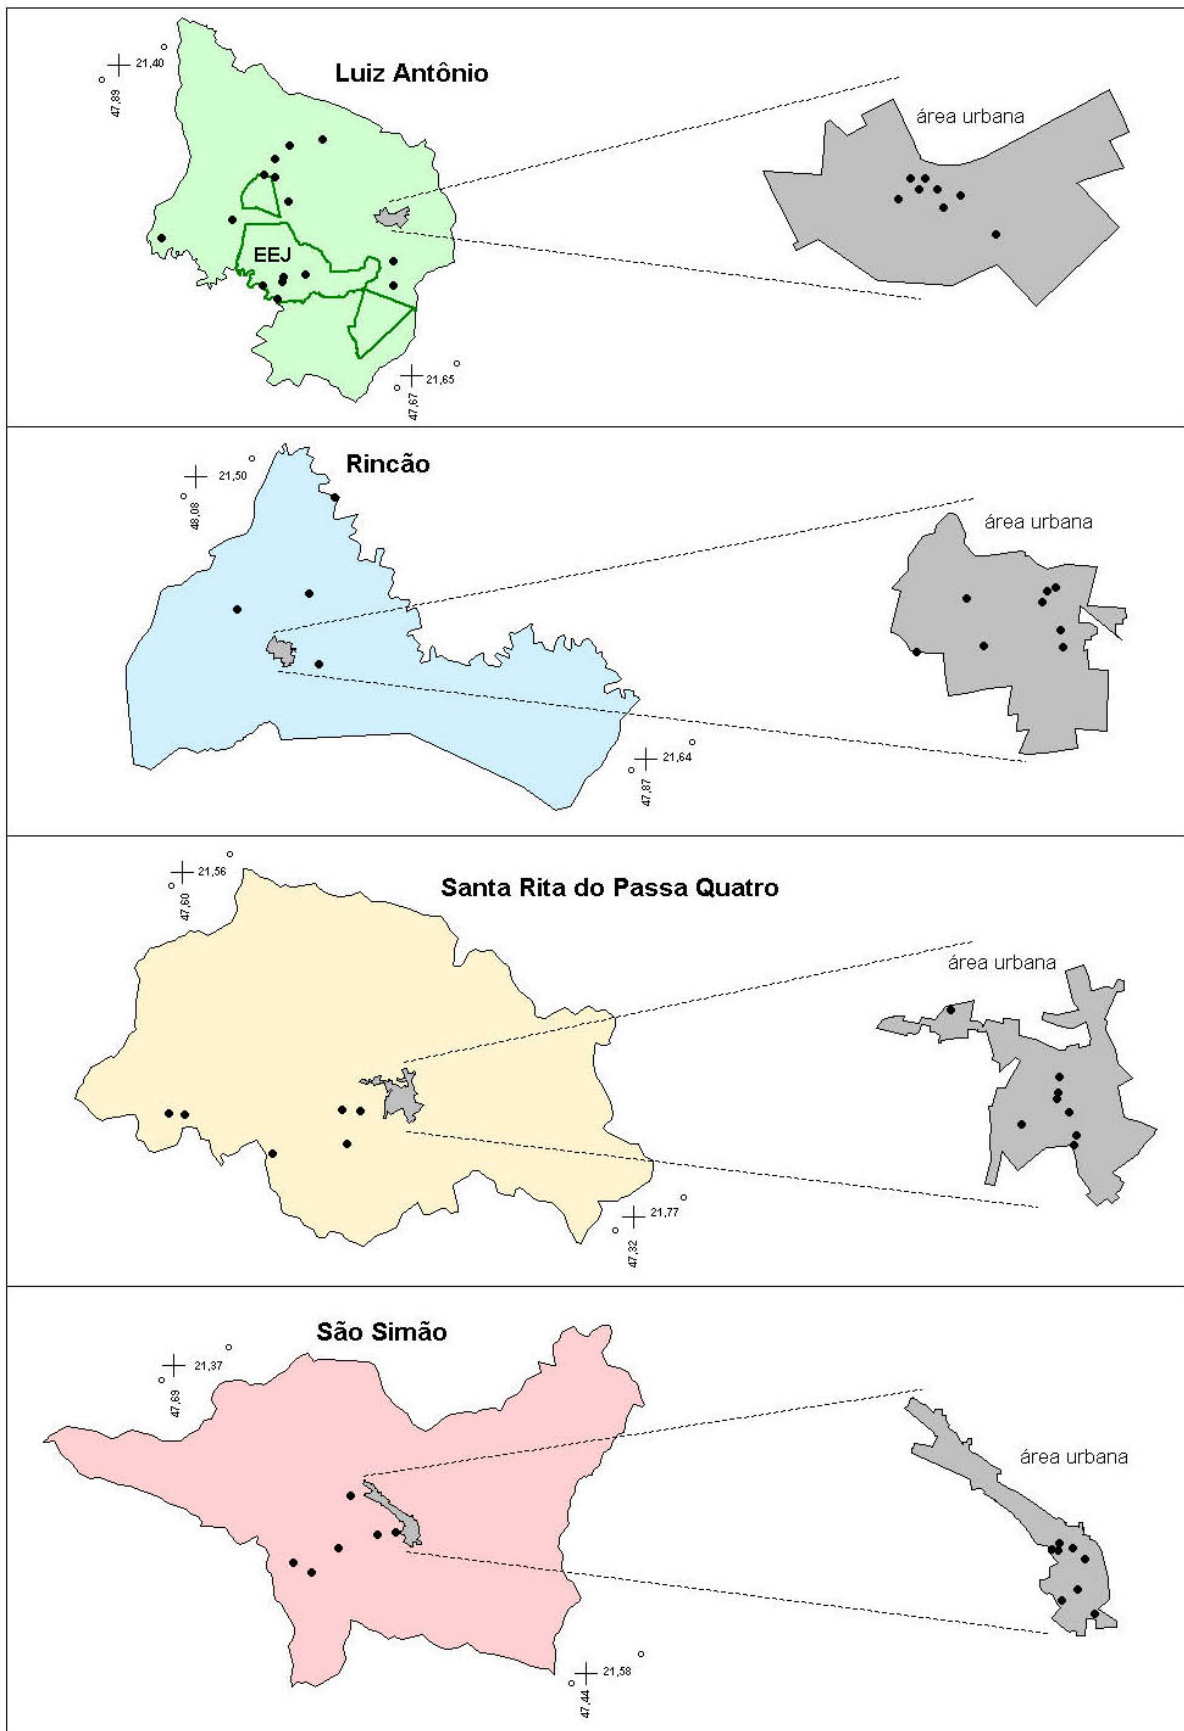 Luiz Antônio
21,40
47,89
área urbana
EEJ
21,65
47,67
Rincão
21,50
48,08
área urbana
21,64
47,87
Santa Rita do Passa Quatro
21,56
47,60
área urbana
21,77
47,32
São Simão
21,37
47,69
área urbana
21,58
47,44